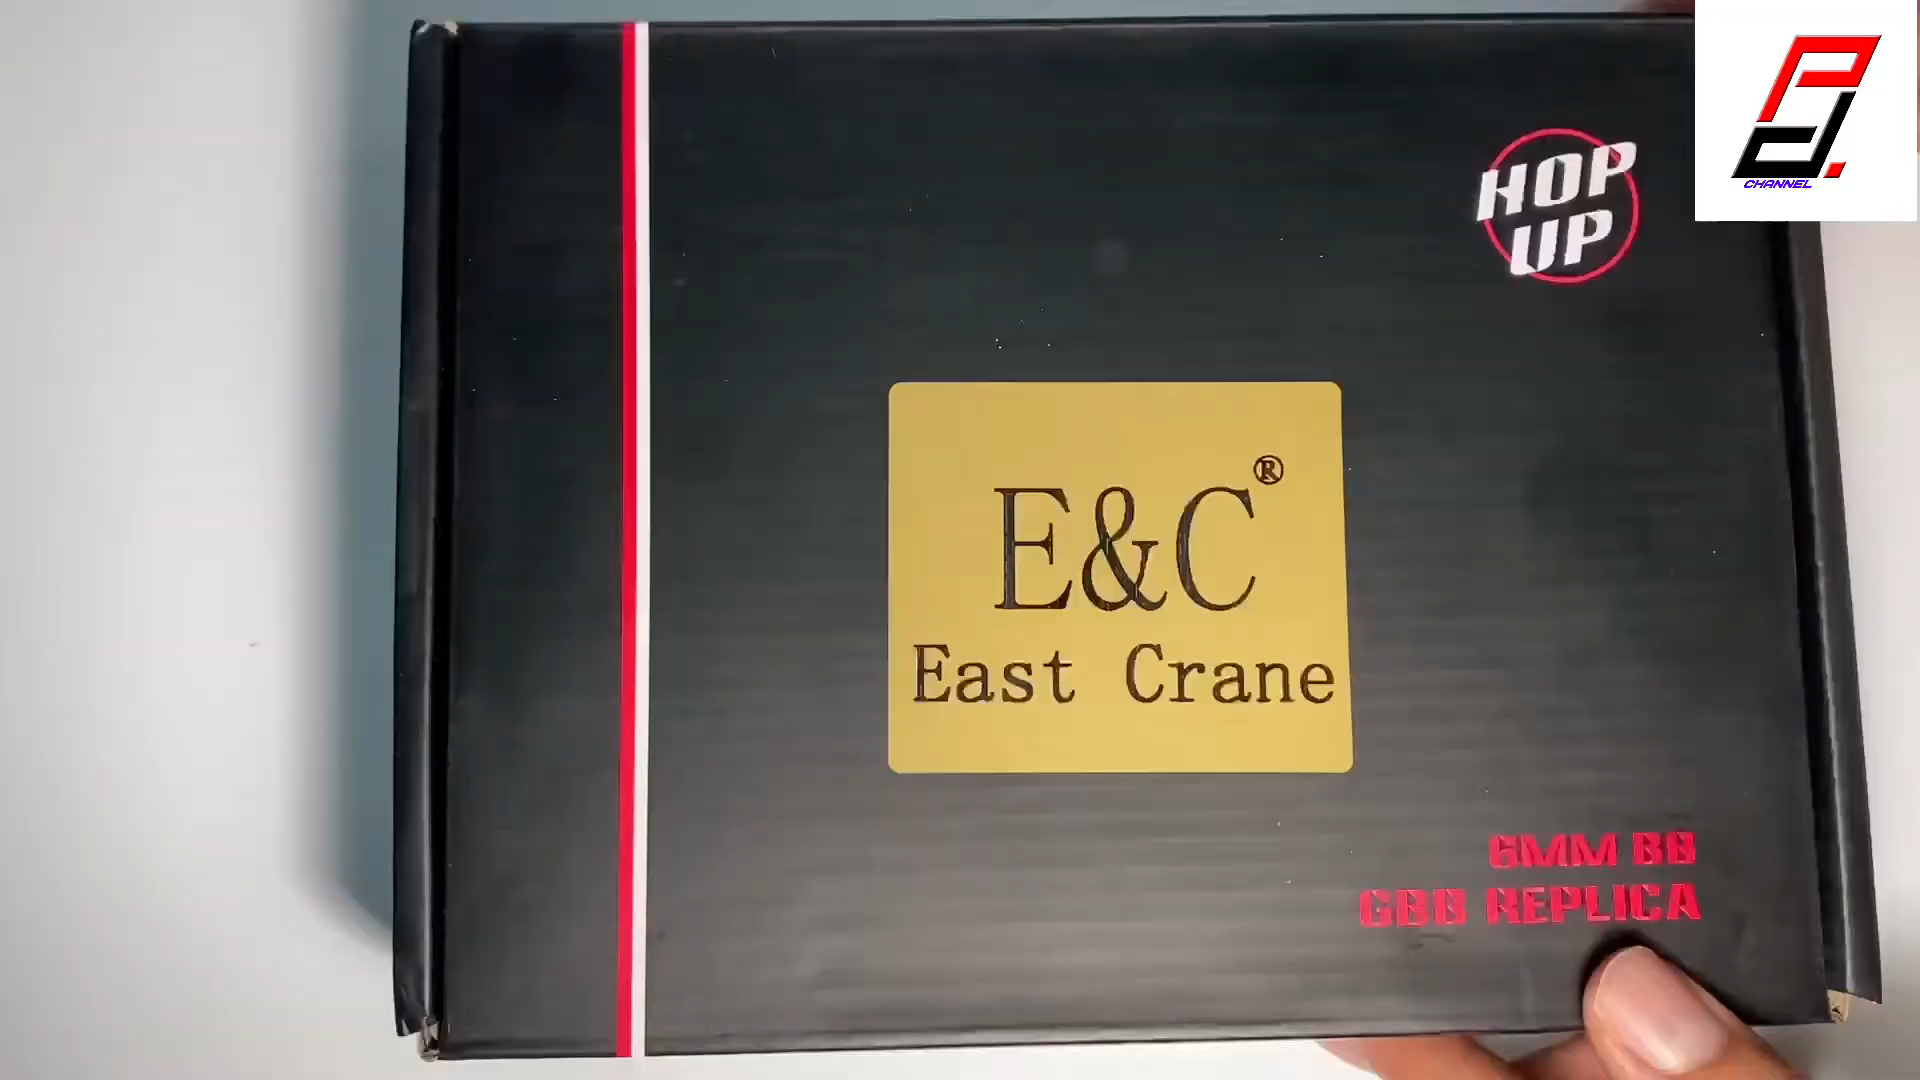 HOP
UP
CHANNEL
E&C®
East Crane
6MM BB
GBB REPLICA